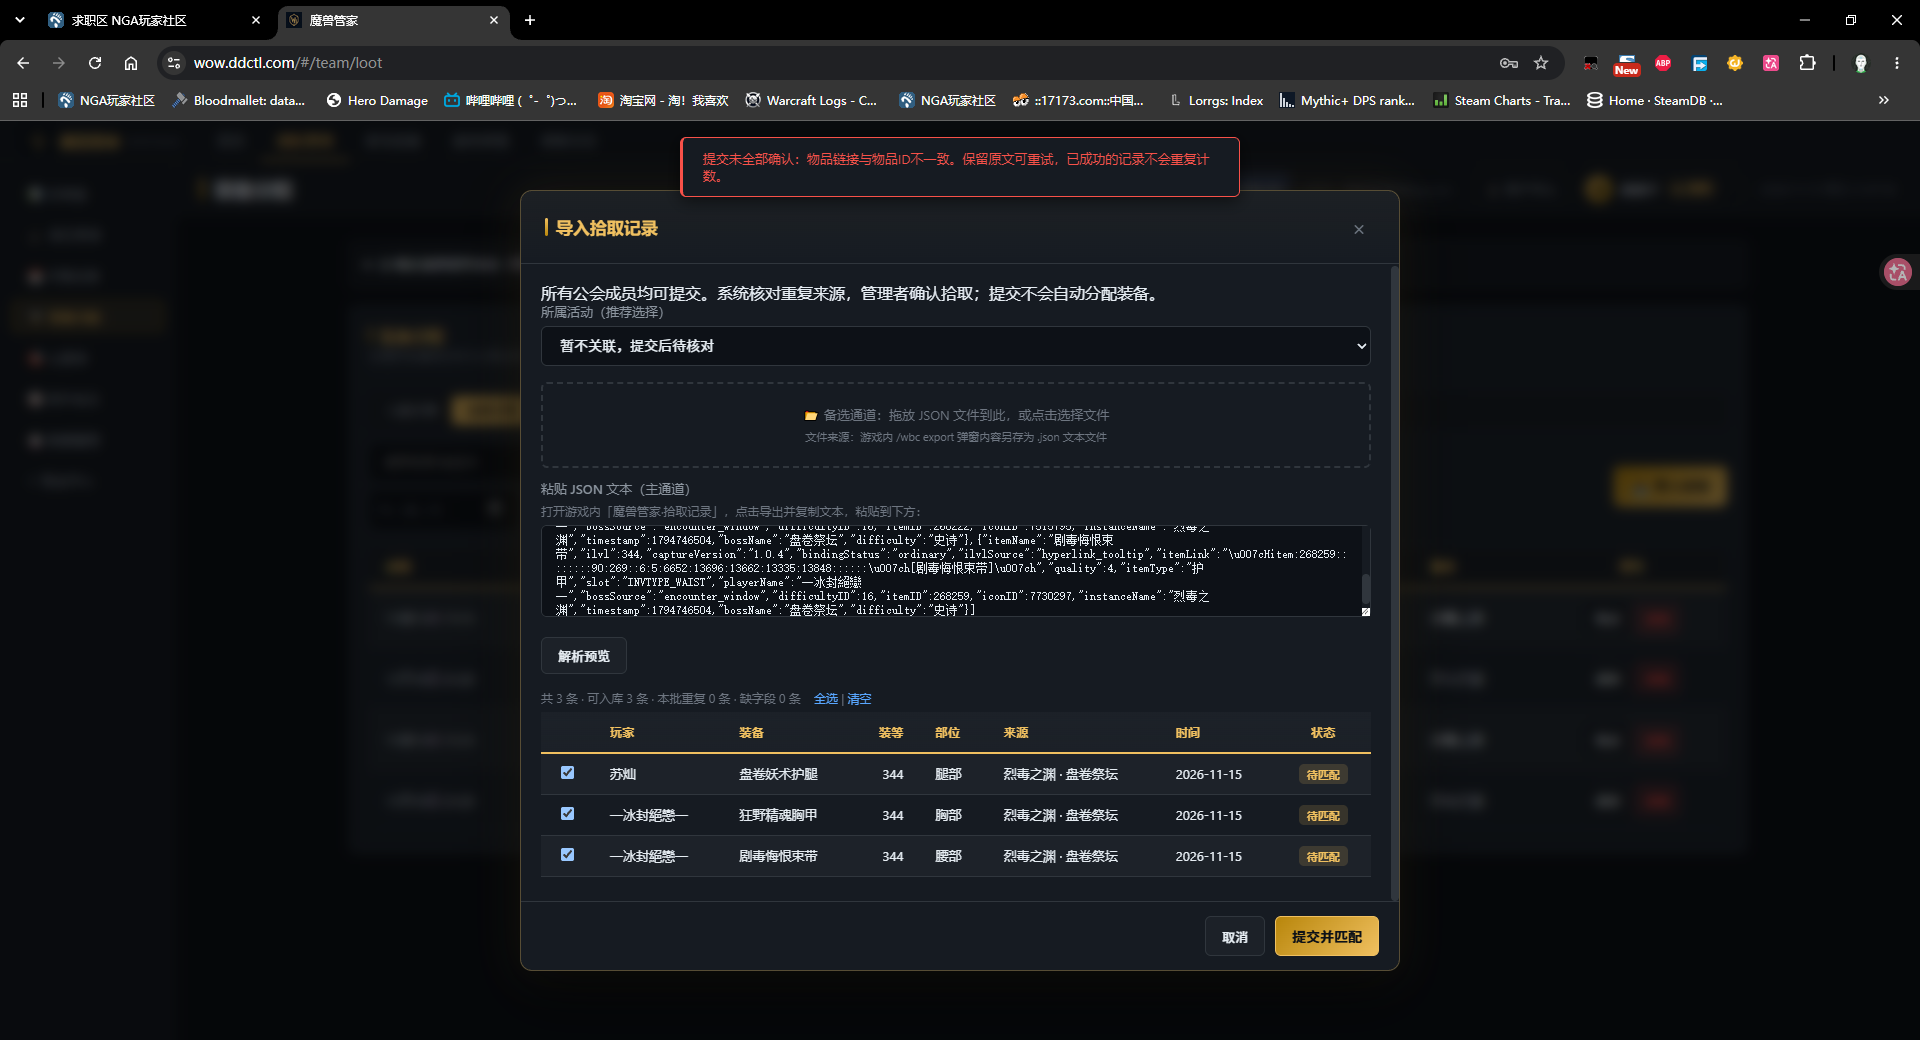 求职区 NGA玩家社区
魔兽管家
wow.ddctl.com/#/team/loot
New
ABP
NGA玩家社区
Bloodmallet: data...
Hero Damage
哔哩哔哩 (゜-゜)つ...
淘宝网 - 淘！我喜欢
Warcraft Logs - C...
NGA玩家社区
::17173.com::中国...
Lorrgs: Index
Mythic+ DPS rank...
Steam Charts - Tra...
Home · SteamDB ·...
提交未全部确认：物品链接与物品ID不一致。保留原文可重试，已成功的记录不会重复计
数。
导入拾取记录
所有公会成员均可提交。系统核对重复来源，管理者确认拾取；提交不会自动分配装备。
所属活动（推荐选择）
暂不关联，提交后待核对
备选通道：拖放 JSON 文件到此，或点击选择文件
文件来源：游戏内 /wbc export 弹窗内容另存为 .json 文本文件
粘贴 JSON 文本（主通道）
打开游戏内「魔兽管家·拾取记录」，点击导出并复制文本，粘贴到下方：
渊","timestamp":1794746504,"bossName":"盘卷祭坛","difficulty":"史诗"},{"itemName":"剧毒悔恨束
带","ilvl":344,"captureVersion":"1.0.4","bindingStatus":"ordinary","ilvlSource":"hyperlink_tooltip","itemLink":"\u007cHitem:268259::
::::::90:269::6:5:6652:13696:13662:13335:13848::::::\u007ch[剧毒悔恨束带]\u007ch","quality":4,"itemType":"护
甲","slot":"INVTYPE_WAIST","playerName":"一冰封絕戀
一","bossSource":"encounter_window","difficultyID":16,"itemID":268259,"iconID":7730297,"instanceName":"烈毒之
渊","timestamp":1794746504,"bossName":"盘卷祭坛","difficulty":"史诗"}]
解析预览
共 3 条 · 可入库 3 条 · 本批重复 0 条 · 缺字段 0 条 全选 | 清空
玩家 装备 装等 部位 来源 时间 状态
苏灿 盘卷妖术护腿 344 腿部 烈毒之渊 · 盘卷祭坛 2026-11-15 待匹配
一冰封絕戀一 狂野精魂胸甲 344 胸部 烈毒之渊 · 盘卷祭坛 2026-11-15 待匹配
一冰封絕戀一 剧毒悔恨束带 344 腰部 烈毒之渊 · 盘卷祭坛 2026-11-15 待匹配
取消
提交并匹配